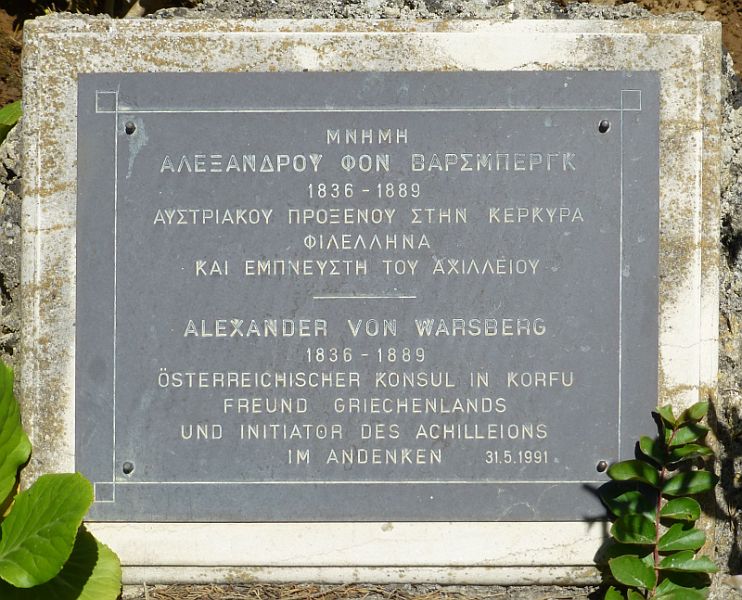 ΜΝΗΜΗ
ΑΛΕΞΑΝΔΡΟΥ ΦΟΝ ΒΑΡΣΜΠΕΡΓΚ
1836 - 1889
ΑΥΣΤΡΙΑΚΟΥ ΠΡΟΞΕΝΟΥ ΣΤΗΝ ΚΕΡΚΥΡΑ
ΦΙΛΕΛΛΗΝΑ
ΚΑΙ ΕΜΠΝΕΥΣΤΗ ΤΟΥ ΑΧΙΛΛΕΙΟΥ
ALEXANDER VON WARSBERG
1836 - 1889
ÖSTERREICHISCHER KONSUL IN KORFU
FREUND GRIECHENLANDS
UND INITIATOR DES ACHILLEIONS
IM ANDENKEN 31.5.1991